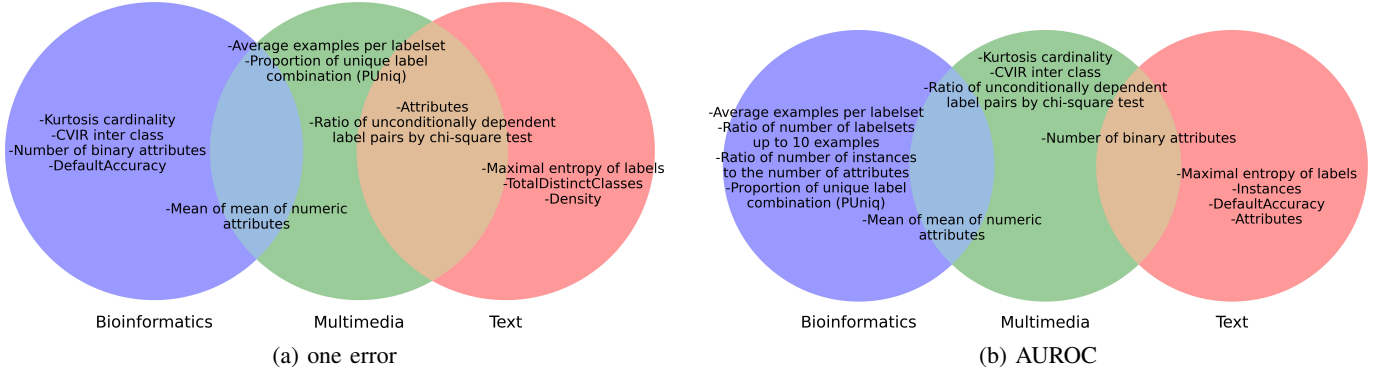 -Average examples per labelset
-Proportion of unique label
combination (PUniq)
-Attributes
-Ratio of unconditionally dependent
label pairs by chi-square test
-Kurtosis cardinality
-CVIR inter class
-Number of binary attributes
-DefaultAccuracy
-Maximal entropy of labels
-TotalDistinctClasses
-Density
-Mean of mean of numeric
attributes
Bioinformatics
Multimedia
Text
(a) one error
-Kurtosis cardinality
-CVIR inter class
-Ratio of unconditionally dependent
label pairs by chi-square test
-Average examples per labelset
-Ratio of number of labelsets
up to 10 examples
-Ratio of number of instances
to the number of attributes
-Proportion of unique label
combination (PUniq)
-Number of binary attributes
-Maximal entropy of labels
-Instances
-DefaultAccuracy
-Attributes
-Mean of mean of numeric
attributes
Bioinformatics
Multimedia
Text
(b) AUROC